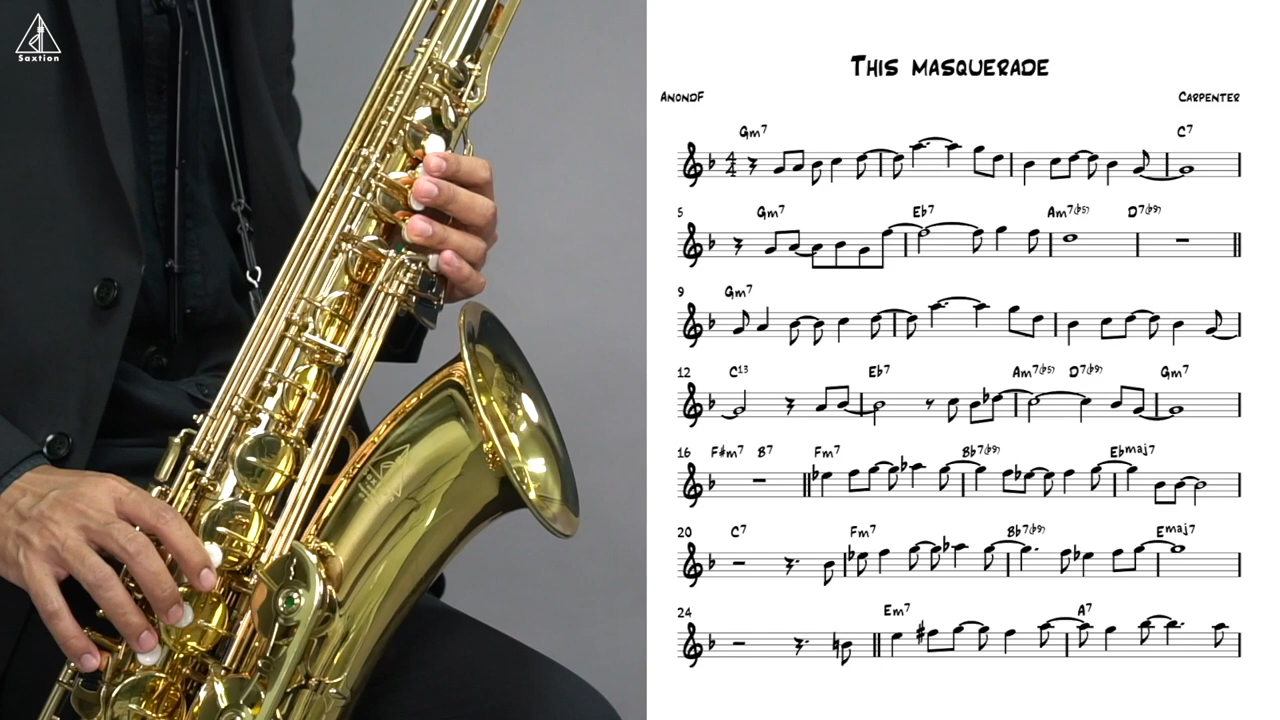 Saxtion
THIS MASQUERADE
ANONDF
CARPENTER
Gm7 C7
4
4
5
Gm7 Eb7 Am7(b5) D7(b9)
9
Gm7
12
C13 Eb7 Am7(b5) D7(b9) Gm7
16
F#m7 B7 Fm7 Bb7(b9) Ebmaj7
20
C7 Fm7 Bb7(b9) Emaj7
24
Em7 A7